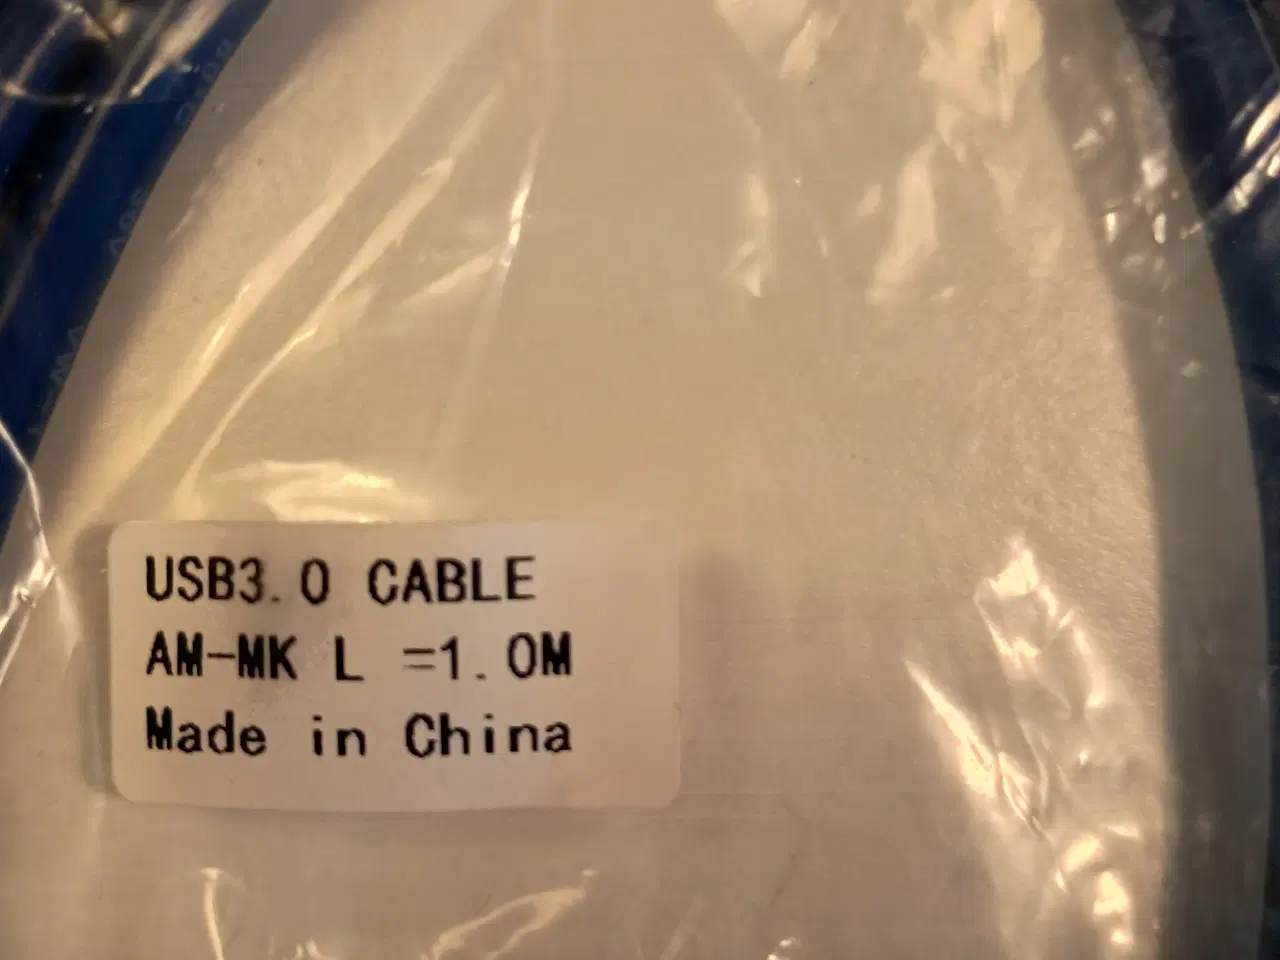 USB3.0 CABLE
AM-MK L =1.0M
Made in China